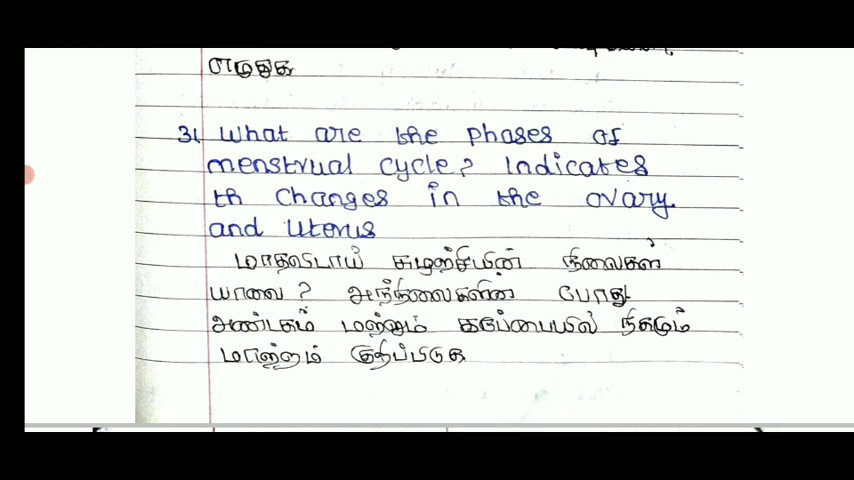 எழுதுக
31. What are the phases of
menstrual cycle? Indicates
th changes in the ovary.
and Uterus
மாதவிடாய் சுழற்சியின் நிலைகள்
யாவை? அந்நிலைகளின் போது
அண்டகம் மற்றும் கருப்பையில் நிகழும்
மாற்றம் குறிப்பிடுக